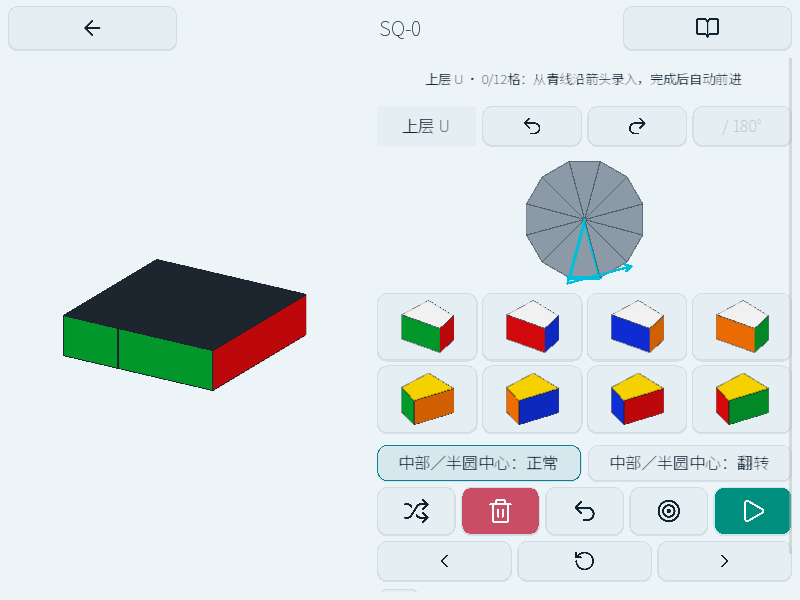 SQ-0
上层 U · 0/12格：从青线沿箭头录入，完成后自动前进
上层 U
/ 180°
中部／半圆中心：正常
中部／半圆中心：翻转